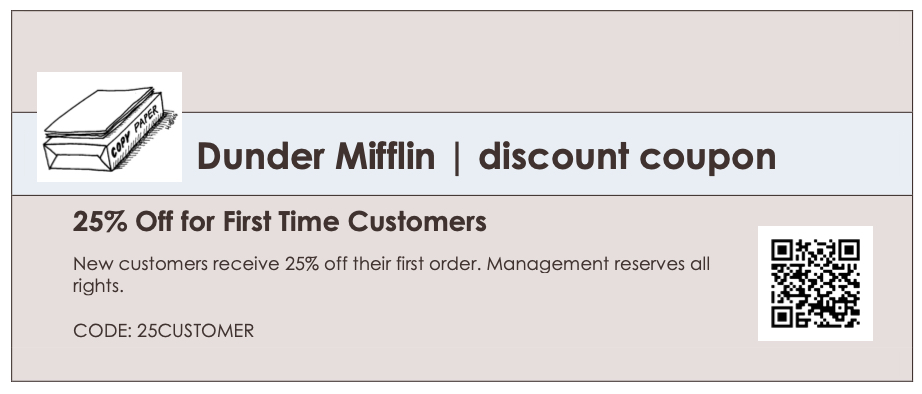 COPY PAPER
Dunder Mifflin | discount coupon
25% Off for First Time Customers
New customers receive 25% off their first order. Management reserves all
rights.
CODE: 25CUSTOMER